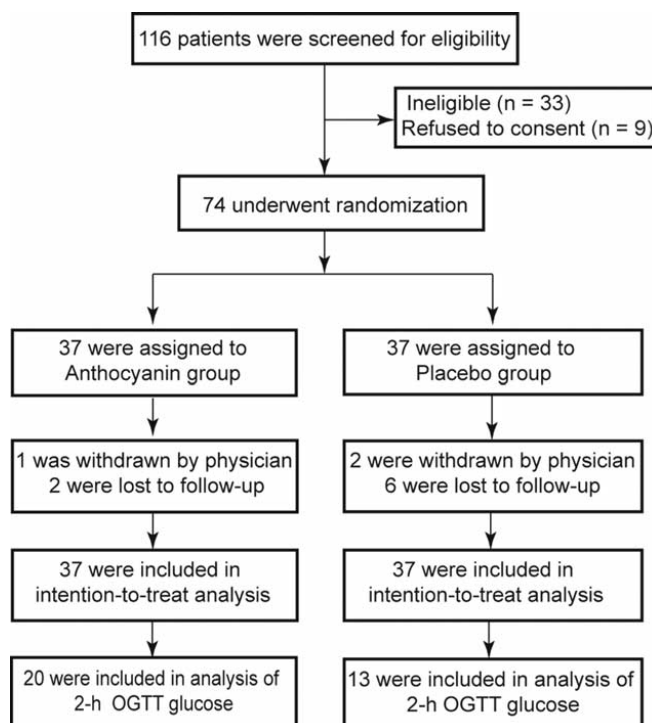 116 patients were screened for eligibility
Ineligible (n = 33)
Refused to consent (n = 9)
74 underwent randomization
37 were assigned to
Anthocyanin group
37 were assigned to
Placebo group
1 was withdrawn by physician
2 were lost to follow-up
2 were withdrawn by physician
6 were lost to follow-up
37 were included in
intention-to-treat analysis
37 were included in
intention-to-treat analysis
20 were included in analysis of
2-h OGTT glucose
13 were included in analysis of
2-h OGTT glucose